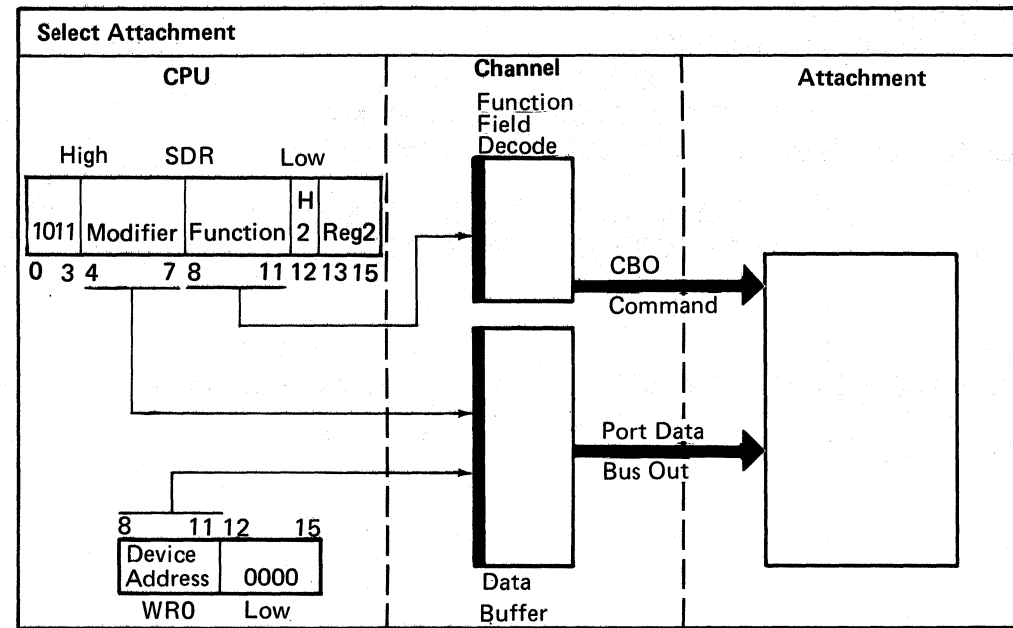 Select Attachment
CPU
Channel
Attachment
Function
Field
Decode
High SDR Low
H
1011 Modifier Function 2 Reg2
0 3 4 7 8 11 12 13 15
CBO
Command
Port Data
Bus Out
8 11 12 15
Device
Address 0000
WR0 Low
Data
Buffer